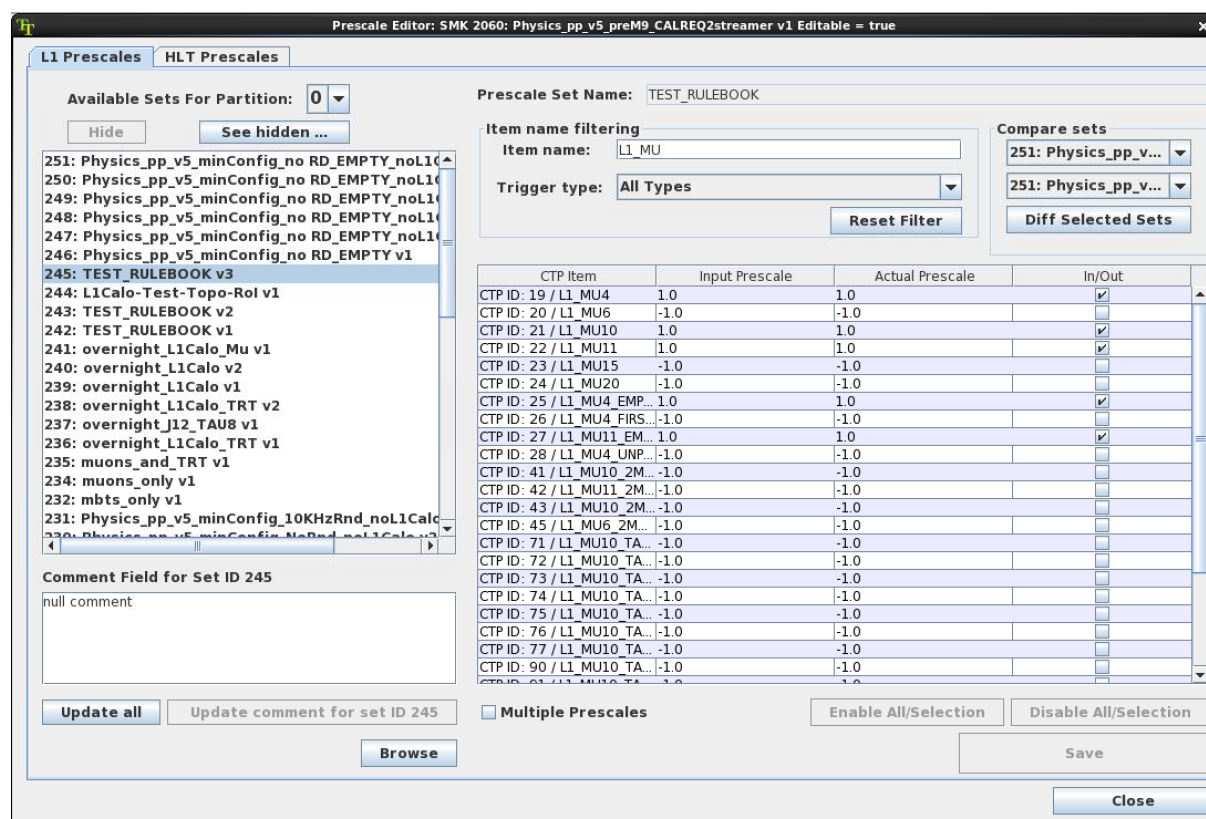 Prescale Editor: SMK 2060: Physics_pp_v5_preM9_CALREQ2streamer v1 Editable = true
L1 Prescales
HLT Prescales
Available Sets For Partition: 0
Hide
See hidden ...
251: Physics_pp_v5_minConfig_no RD_EMPTY_noL1C
250: Physics_pp_v5_minConfig_no RD_EMPTY_noL1C
249: Physics_pp_v5_minConfig_no RD_EMPTY_noL1C
248: Physics_pp_v5_minConfig_no RD_EMPTY_noL1C
247: Physics_pp_v5_minConfig_no RD_EMPTY_noL1C
246: Physics_pp_v5_minConfig_no RD_EMPTY v1
245: TEST_RULEBOOK v3
244: L1Calo-Test-Topo-RoI v1
243: TEST_RULEBOOK v2
242: TEST_RULEBOOK v1
241: overnight_L1Calo_Mu v1
240: overnight_L1Calo v2
239: overnight_L1Calo v1
238: overnight_L1Calo_TRT v2
237: overnight_J12_TAU8 v1
236: overnight_L1Calo_TRT v1
235: muons_and_TRT v1
234: muons_only v1
232: mbts_only v1
231: Physics_pp_v5_minConfig_10KHzRnd_noL1Calo
230: Physics_pp_v5_minConfig_NoRnd_noL1Calo v2
Comment Field for Set ID 245
null comment
Update all
Update comment for set ID 245
Browse
Prescale Set Name: TEST_RULEBOOK
Item name filtering
Item name: L1_MU
Trigger type: All Types
Reset Filter
Compare sets
251: Physics_pp_v...
251: Physics_pp_v...
Diff Selected Sets
CTP Item Input Prescale Actual Prescale In/Out
CTP ID: 19 / L1_MU4 1.0 1.0
CTP ID: 20 / L1_MU6 -1.0 -1.0
CTP ID: 21 / L1_MU10 1.0 1.0
CTP ID: 22 / L1_MU11 1.0 1.0
CTP ID: 23 / L1_MU15 -1.0 -1.0
CTP ID: 24 / L1_MU20 -1.0 -1.0
CTP ID: 25 / L1_MU4_EMP... 1.0 1.0
CTP ID: 26 / L1_MU4_FIRS... -1.0 -1.0
CTP ID: 27 / L1_MU11_EM... 1.0 1.0
CTP ID: 28 / L1_MU4_UNP... -1.0 -1.0
CTP ID: 41 / L1_MU10_2M... -1.0 -1.0
CTP ID: 42 / L1_MU11_2M... -1.0 -1.0
CTP ID: 43 / L1_MU10_2M... -1.0 -1.0
CTP ID: 45 / L1_MU6_2M... -1.0 -1.0
CTP ID: 71 / L1_MU10_TA... -1.0 -1.0
CTP ID: 72 / L1_MU10_TA... -1.0 -1.0
CTP ID: 73 / L1_MU10_TA... -1.0 -1.0
CTP ID: 74 / L1_MU10_TA... -1.0 -1.0
CTP ID: 75 / L1_MU10_TA... -1.0 -1.0
CTP ID: 76 / L1_MU10_TA... -1.0 -1.0
CTP ID: 77 / L1_MU10_TA... -1.0 -1.0
CTP ID: 90 / L1_MU10_TA... -1.0 -1.0
CTP ID: 91 / L1_MU10_TA... -1.0 -1.0
Multiple Prescales
Enable All/Selection
Disable All/Selection
Save
Close